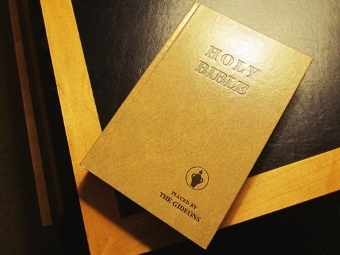 HOLY
BIBLE
PLACED BY
THE GIDEONS